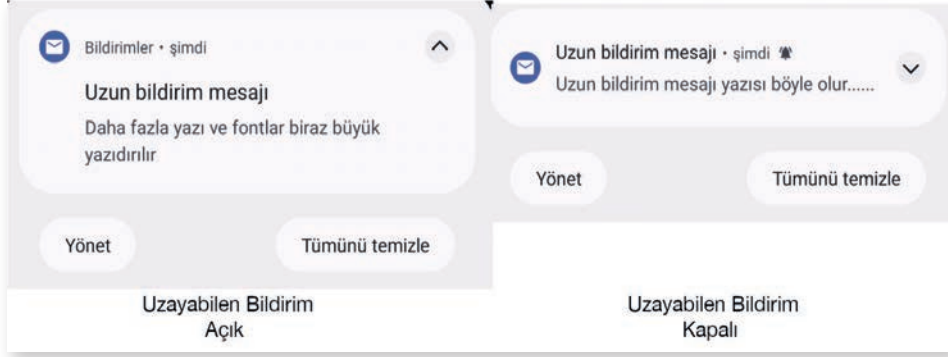 Bildirimler • şimdi
Uzun bildirim mesajı
Daha fazla yazı ve fontlar biraz büyük
yazıdırılır
Yönet
Tümünü temizle
Uzayabilen Bildirim
Açık
Uzun bildirim mesajı • şimdi
Uzun bildirim mesajı yazısı böyle olur......
Yönet
Tümünü temizle
Uzayabilen Bildirim
Kapalı